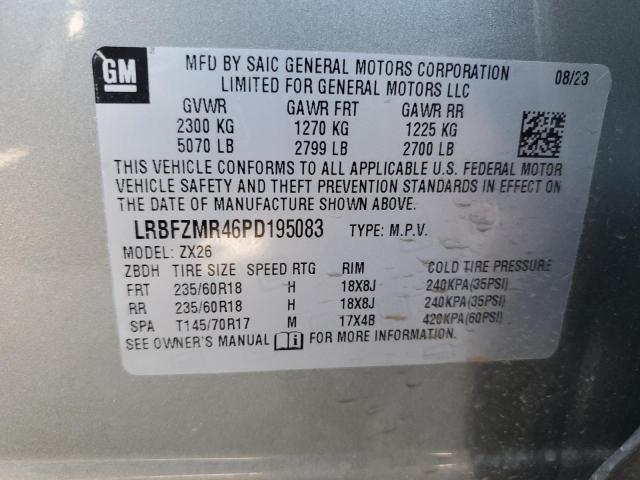 GM
MFD BY SAIC GENERAL MOTORS CORPORATION 08/23
LIMITED FOR GENERAL MOTORS LLC
GVWR GAWR FRT GAWR RR
2300 KG 1270 KG 1225 KG
5070 LB 2799 LB 2700 LB
THIS VEHICLE CONFORMS TO ALL APPLICABLE U.S. FEDERAL MOTOR
VEHICLE SAFETY AND THEFT PREVENTION STANDARDS IN EFFECT ON
THE DATE OF MANUFACTURE SHOWN ABOVE.
LRBFZMR46PD195083 TYPE: M.P.V.
MODEL: ZX26
ZBDH TIRE SIZE SPEED RTG RIM COLD TIRE PRESSURE
FRT 235/60R18 H 18X8J 240KPA(35PSI)
RR 235/60R18 H 18X8J 240KPA(35PSI)
SPA T145/70R17 M 17X4B 420KPA(60PSI)
SEE OWNER'S MANUAL FOR MORE INFORMATION.